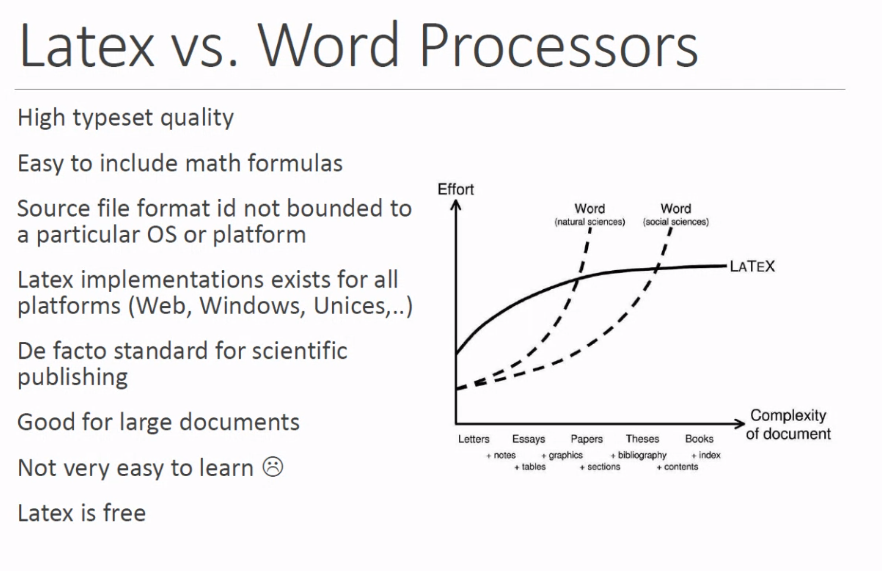 Latex vs. Word Processors
High typeset quality
Easy to include math formulas
Source file format id not bounded to
a particular OS or platform
Latex implementations exists for all
platforms (Web, Windows, Unices,..)
De facto standard for scientific
publishing
Good for large documents
Not very easy to learn ☹
Latex is free
Effort
Word
(natural sciences)
Word
(social sciences)
LATEX
Complexity
of document
Letters Essays Papers Theses Books
+ notes + graphics + bibliography + index
+ tables + sections + contents